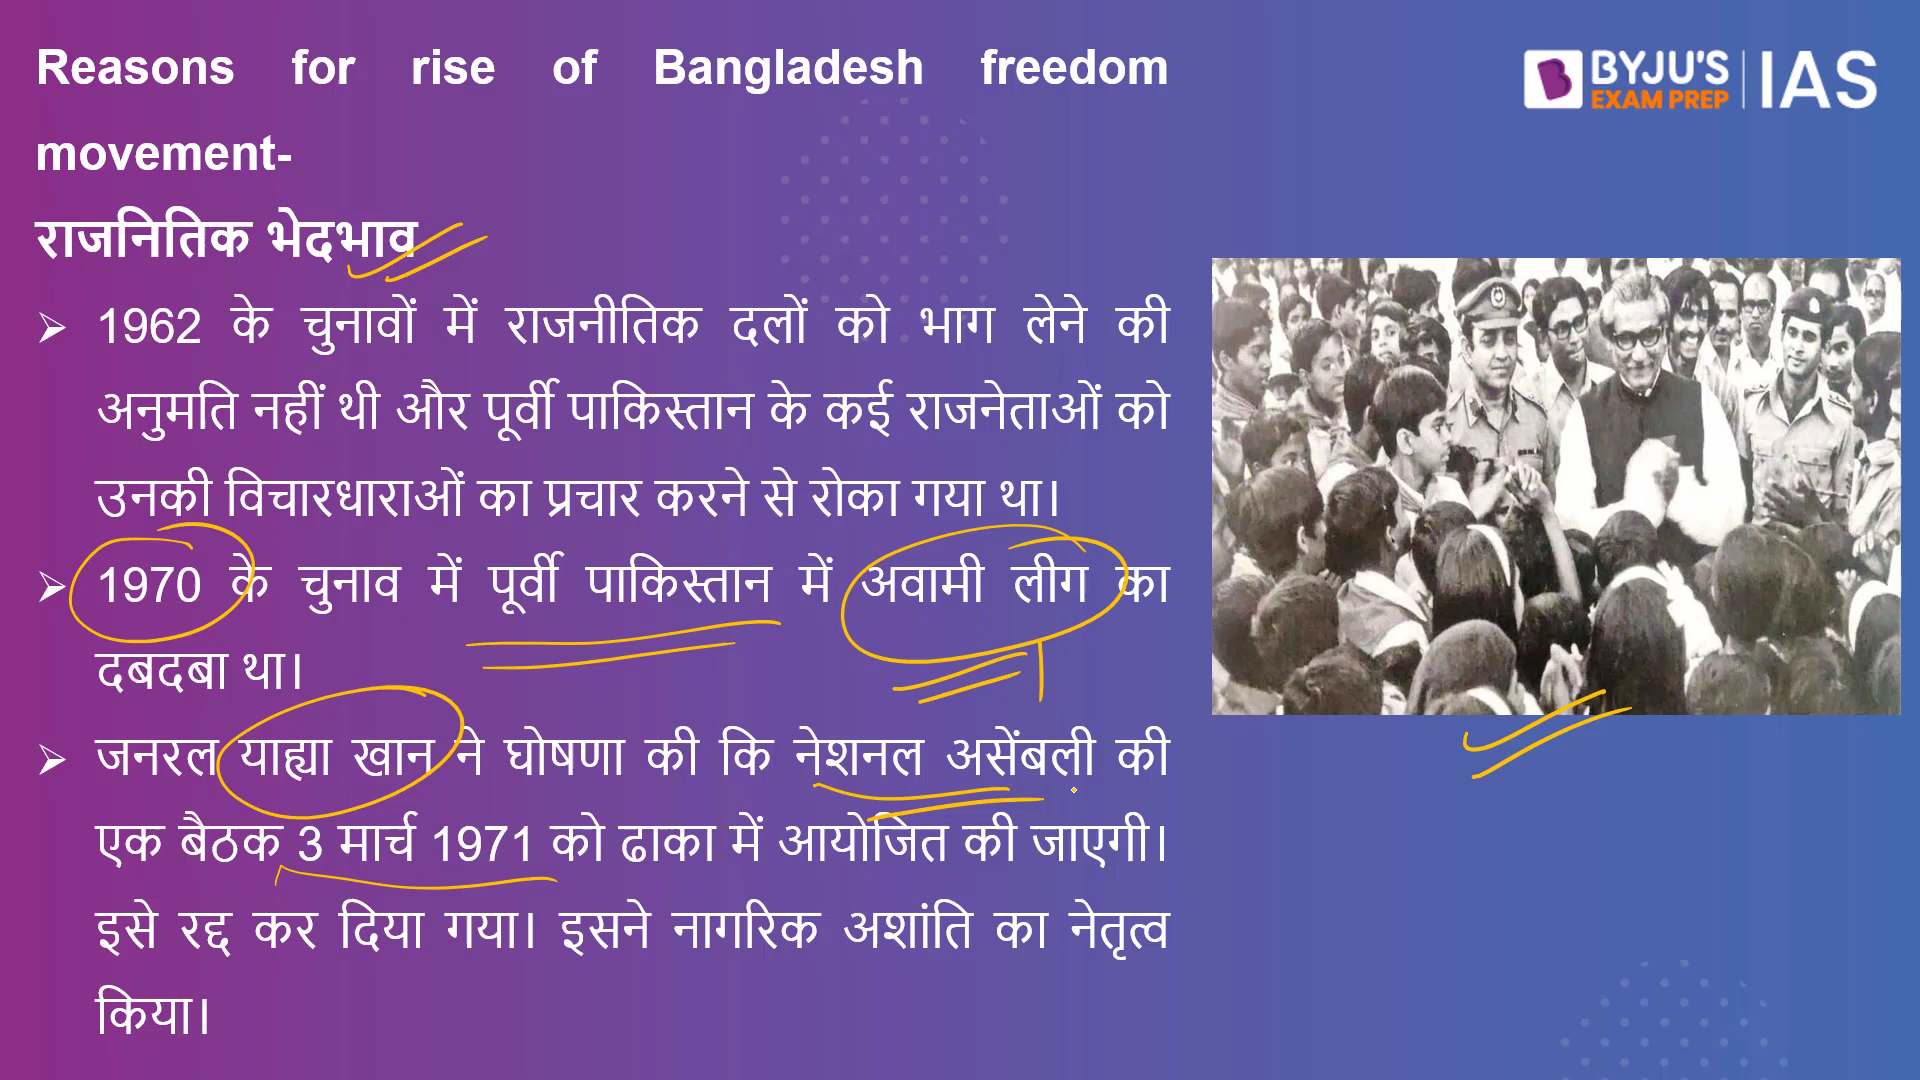 Reasons for rise of Bangladesh freedom
movement-
राजनितिक भेदभाव
➢ 1962 के चुनावों में राजनीतिक दलों को भाग लेने की
अनुमति नहीं थी और पूर्वी पाकिस्तान के कई राजनेताओं को
उनकी विचारधाराओं का प्रचार करने से रोका गया था।
➢ 1970 के चुनाव में पूर्वी पाकिस्तान में अवामी लीग का
दबदबा था।
➢ जनरल याह्या खान ने घोषणा की कि नेशनल असेंबली की
एक बैठक 3 मार्च 1971 को ढाका में आयोजित की जाएगी।
इसे रद्द कर दिया गया। इसने नागरिक अशांति का नेतृत्व
किया।
BYJU'S
EXAM PREP
IAS